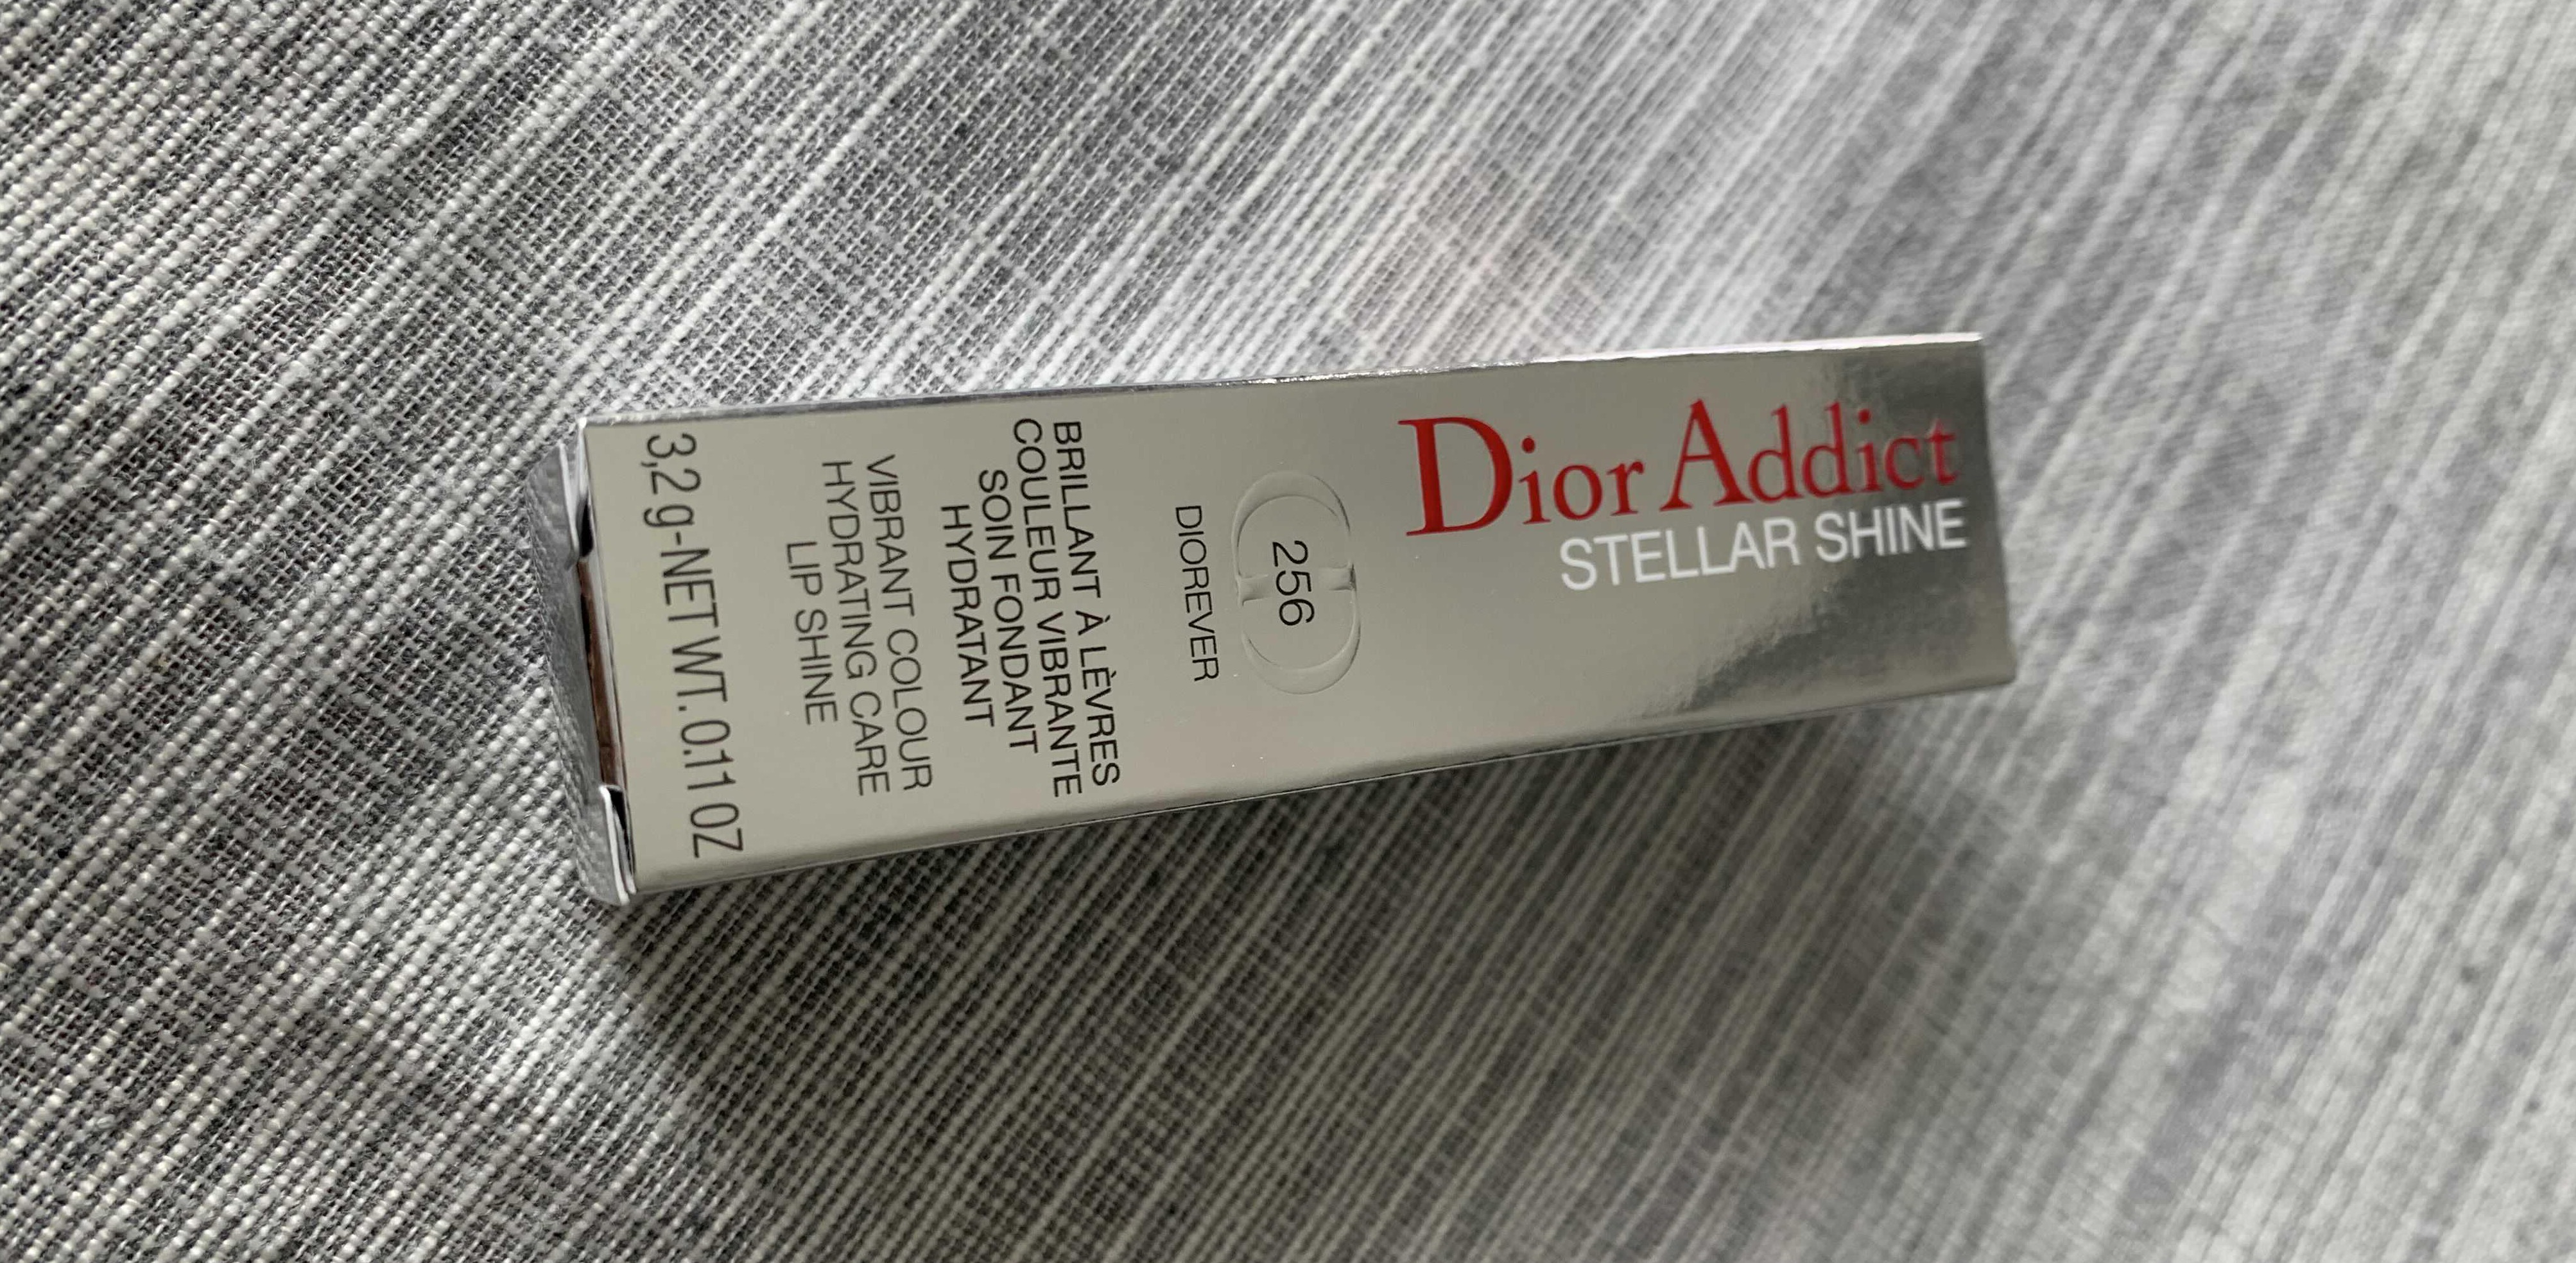 Dior Addict
STELLAR SHINE
256
DIOREVER
BRILLANT À LÈVRES
COULEUR VIBRANTE
SOIN FONDANT
HYDRATANT
VIBRANT COLOUR
HYDRATING CARE
LIP SHINE
3,2 g-NET WT. 0.11 OZ